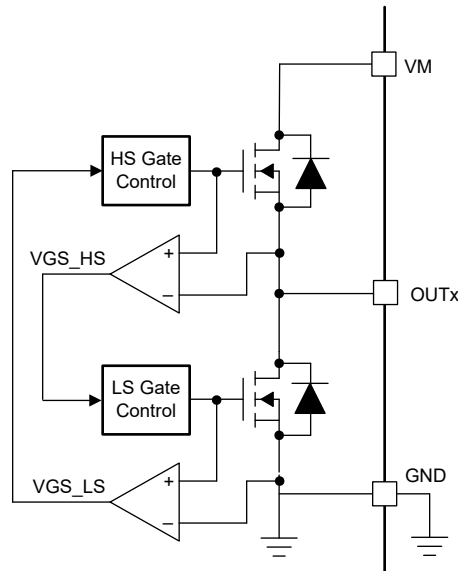 VM
HS Gate
Control
+
VGS_HS
−
OUTx
LS Gate
Control
+
GND
VGS_LS
−